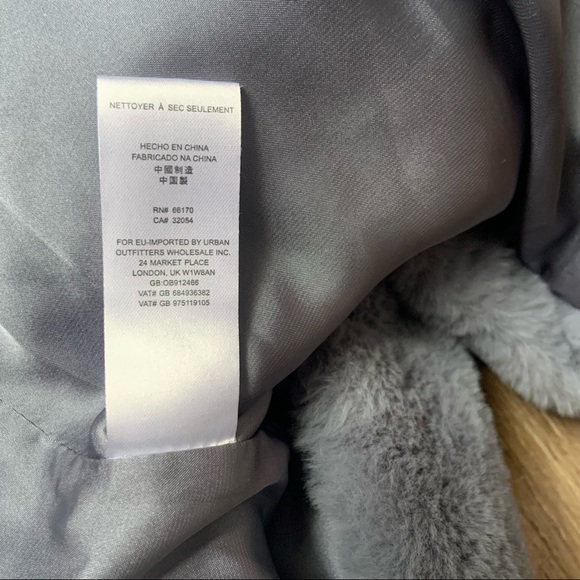 NETTOYER À SEC SEULEMENT
HECHO EN CHINA
FABRICADO NA CHINA
中國制造
中国製
RN# 66170
CA# 32054
FOR EU-IMPORTED BY URBAN
OUTFITTERS WHOLESALE INC.
24 MARKET PLACE
LONDON, UK W1W8AN
GB:OB912466
VAT# GB 684936382
VAT# GB 975119105